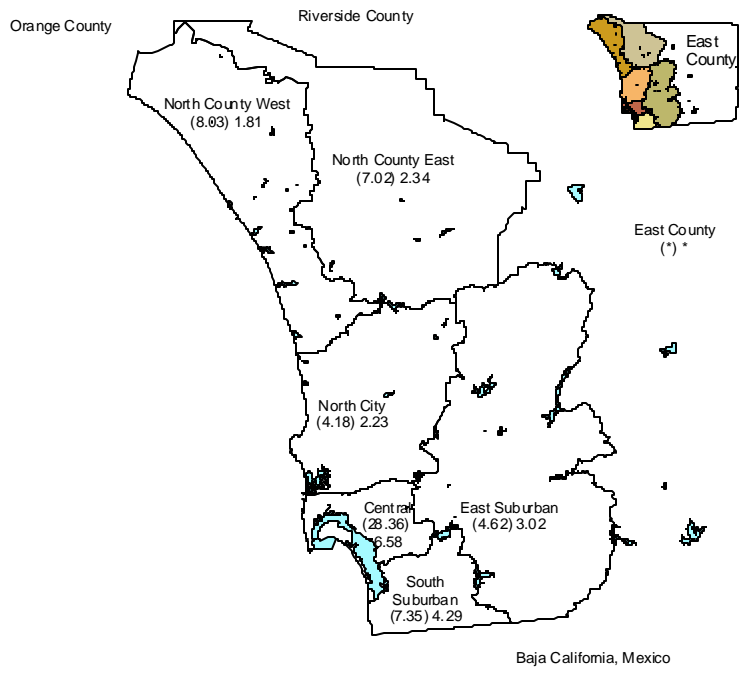 Orange County
Riverside County
East
County
North County West
(8.03) 1.81
North County East
(7.02) 2.34
East County
(*) *
North City
(4.18) 2.23
Central
(28.36)
6.58
East Suburban
(4.62) 3.02
South
Suburban
(7.35) 4.29
Baja California, Mexico